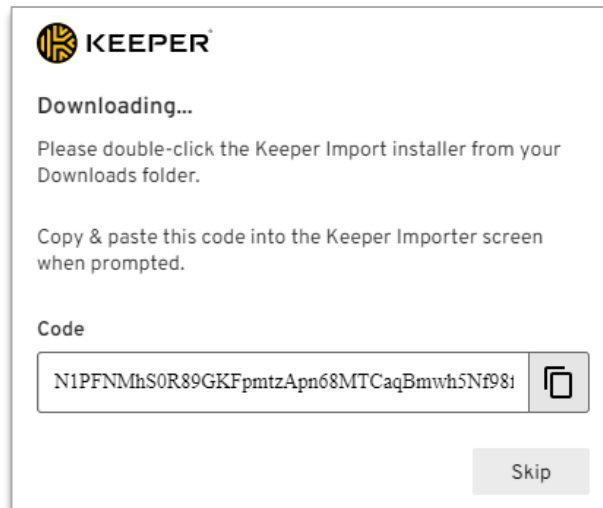 KEEPER
Downloading...
Please double-click the Keeper Import installer from your
Downloads folder.
Copy & paste this code into the Keeper Importer screen
when prompted.
Code
N1PFNMhS0R89GKFpmtzApn68MTCaqBmwh5Nf98f
Skip